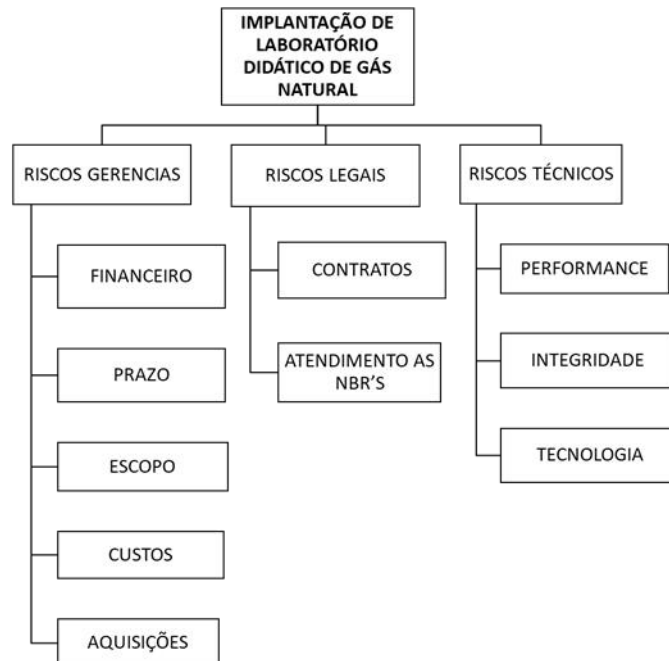 IMPLANTAÇÃO DE
LABORATÓRIO
DIDÁTICO DE GÁS
NATURAL
RISCOS GERENCIAS
RISCOS LEGAIS
RISCOS TÉCNICOS
FINANCEIRO
PRAZO
ESCOPO
CUSTOS
AQUISIÇÕES
CONTRATOS
ATENDIMENTO AS
NBR'S
PERFORMANCE
INTEGRIDADE
TECNOLOGIA